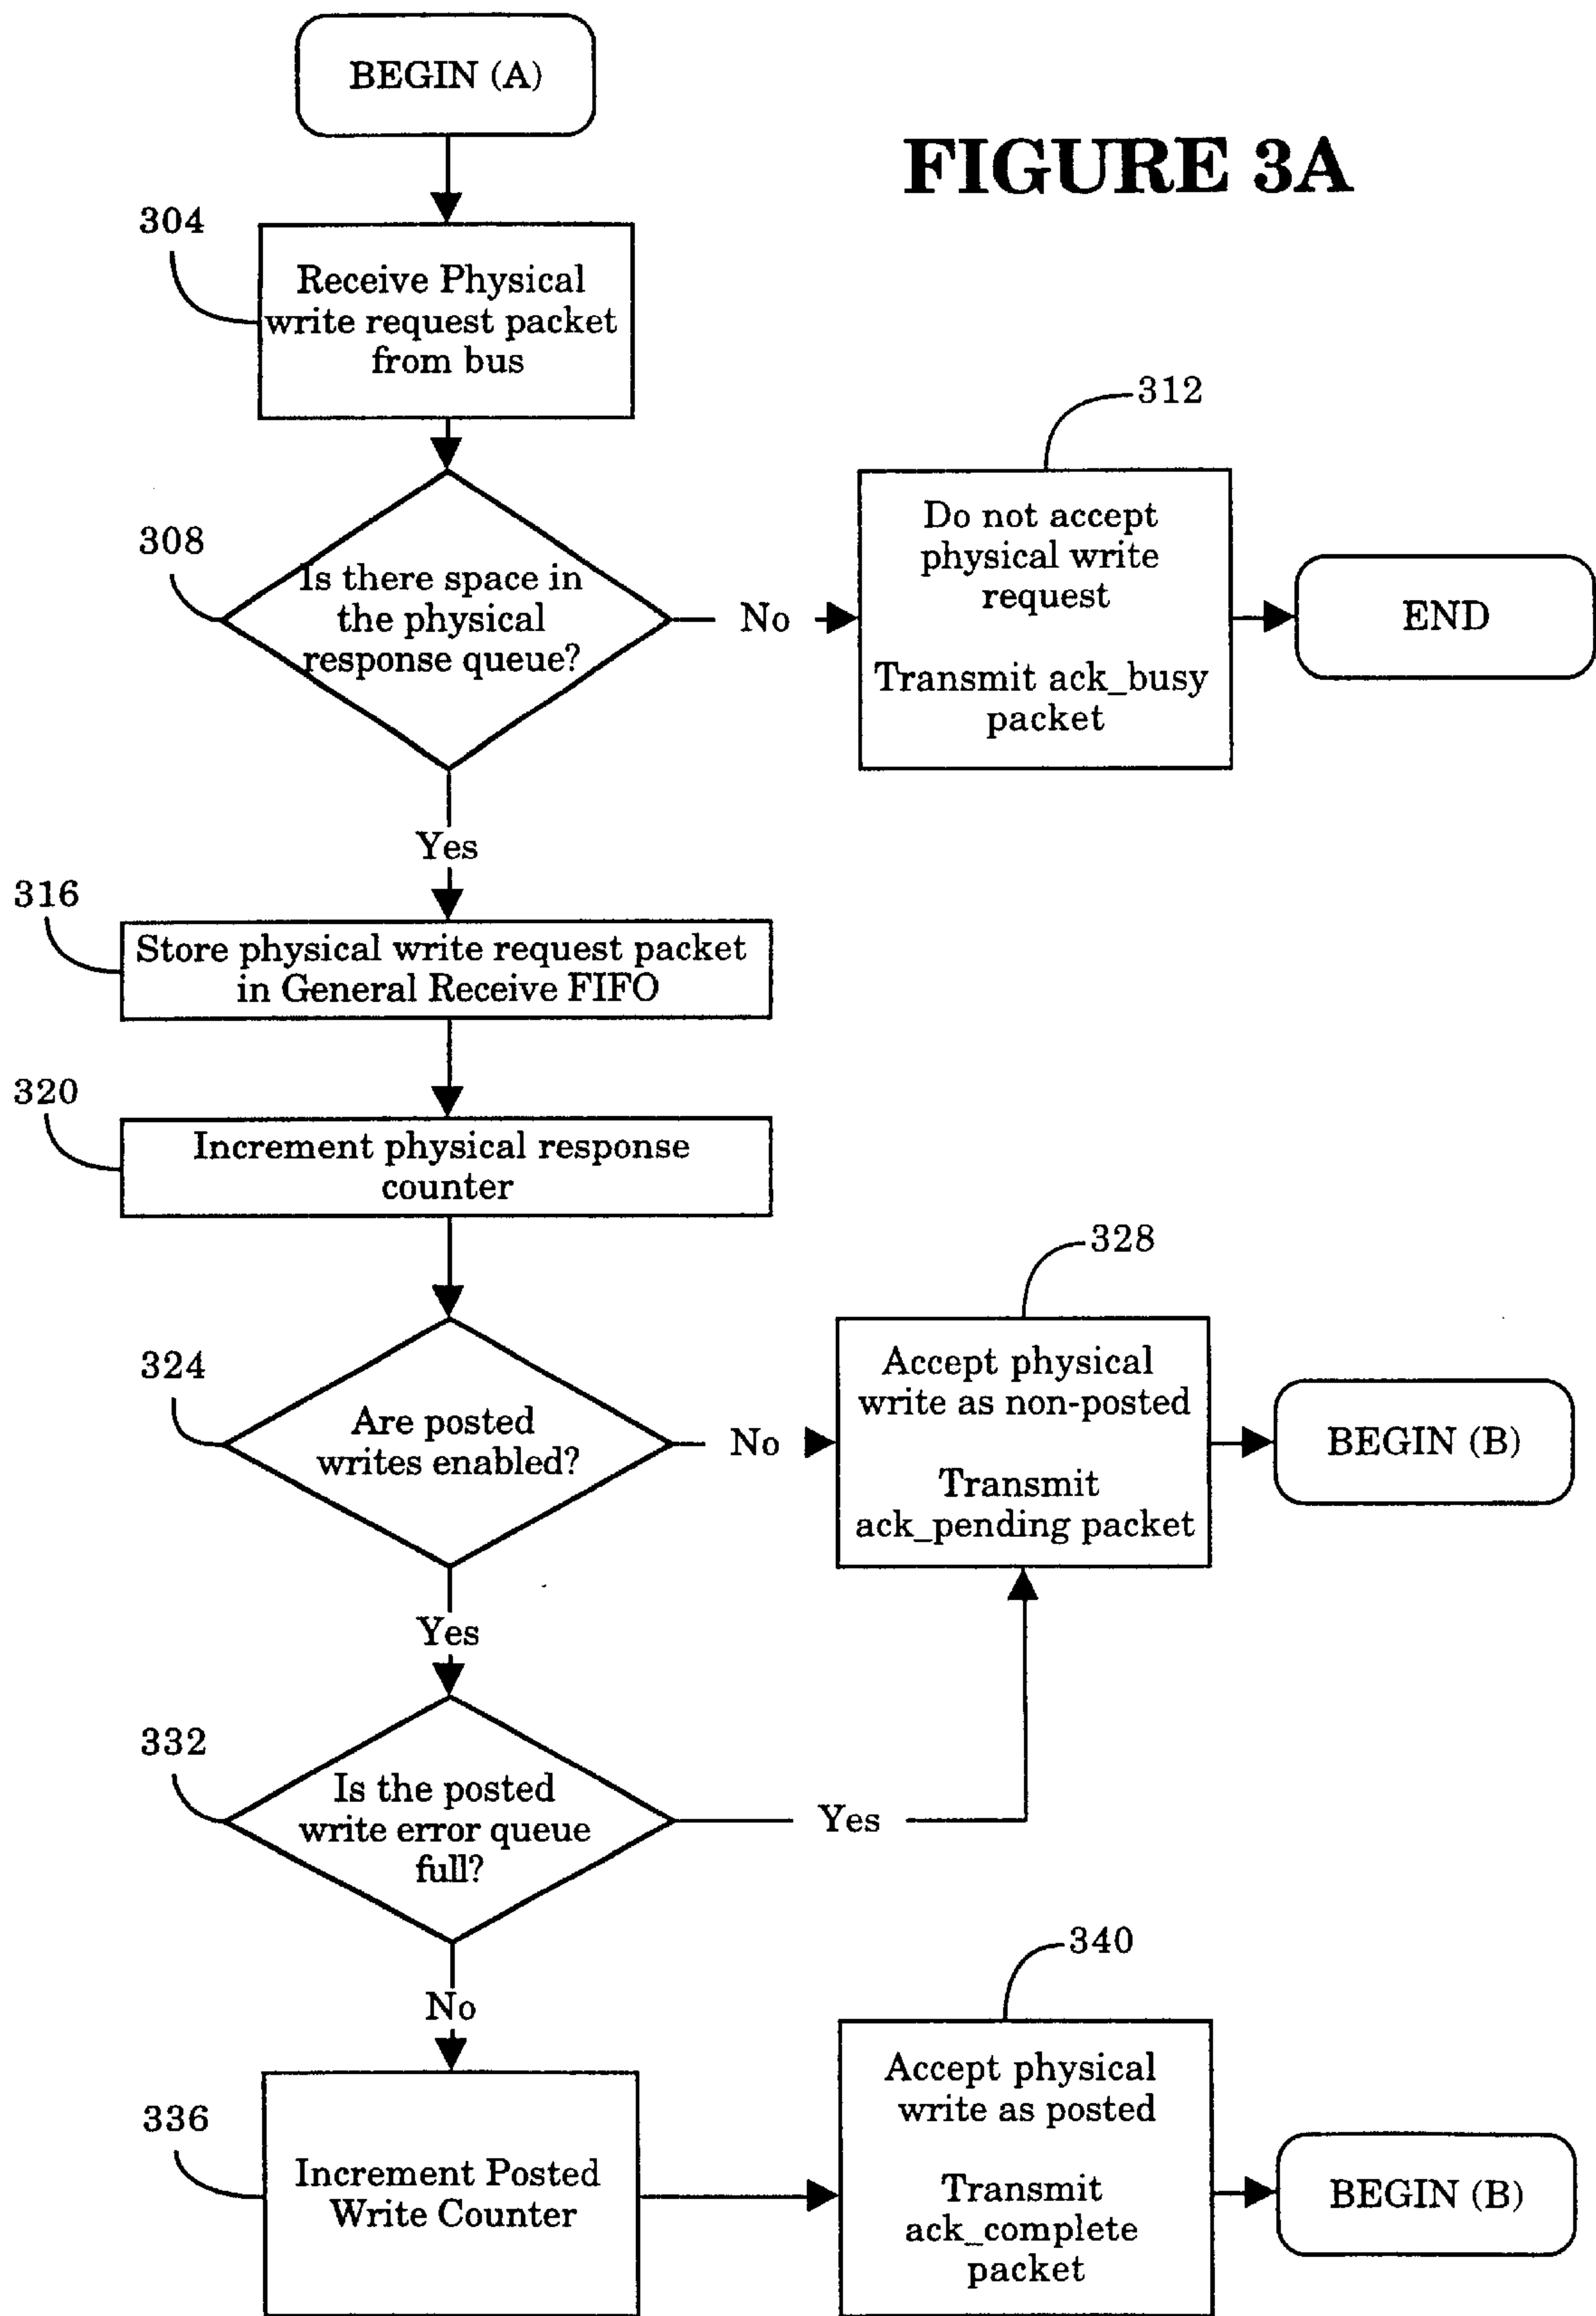 BEGIN (A)
FIGURE 3A
304
Receive Physical
write request packet
from bus
312
308
Is there space in
the physical
response queue?
No
Do not accept
physical write
request
Transmit ack_busy
packet
END
Yes
316
Store physical write request packet
in General Receive FIFO
320
Increment physical response
counter
328
324
Are posted
writes enabled?
No
Accept physical
write as non-posted
Transmit
ack_pending packet
BEGIN (B)
Yes
332
Is the posted
write error queue
full?
Yes
No
340
336
Increment Posted
Write Counter
Accept physical
write as posted
Transmit
ack_complete
packet
BEGIN (B)